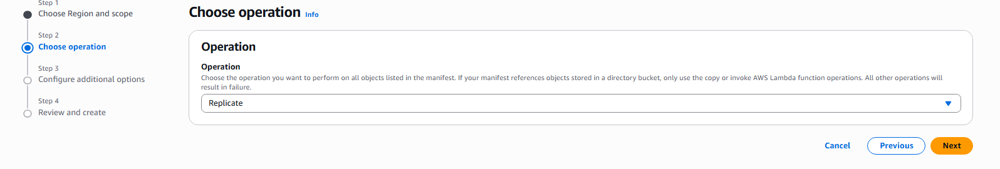 Step 1
Choose Region and scope
Step 2
Choose operation
Step 3
Configure additional options
Step 4
Review and create
Choose operation Info
Operation
Operation
Choose the operation you want to perform on all objects listed in the manifest. If your manifest references objects stored in a directory bucket, only use the copy or invoke AWS Lambda function operations. All other operations will
result in failure.
Replicate
Cancel
Previous
Next